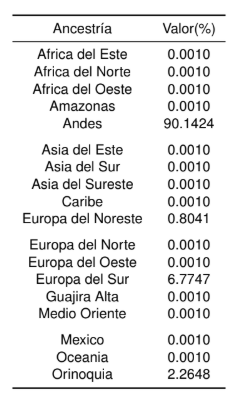 Ancestría Valor(%)
Africa del Este 0.0010
Africa del Norte 0.0010
Africa del Oeste 0.0010
Amazonas 0.0010
Andes 90.1424
Asia del Este 0.0010
Asia del Sur 0.0010
Asia del Sureste 0.0010
Caribe 0.0010
Europa del Noreste 0.8041
Europa del Norte 0.0010
Europa del Oeste 0.0010
Europa del Sur 6.7747
Guajira Alta 0.0010
Medio Oriente 0.0010
Mexico 0.0010
Oceania 0.0010
Orinoquia 2.2648